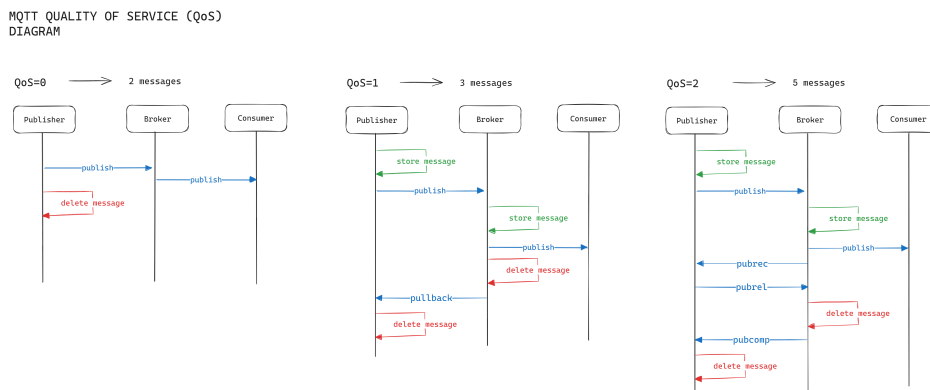 MQTT QUALITY OF SERVICE (QoS)
DIAGRAM
QoS=0
2 messages
Publisher
Broker
Consumer
publish
publish
delete message
QoS=1
3 messages
Publisher
Broker
Consumer
store message
publish
store message
publish
delete message
pullback
delete message
QoS=2
5 messages
Publisher
Broker
Consumer
store message
publish
store message
publish
pubrec
pubrel
delete message
pubcomp
delete message